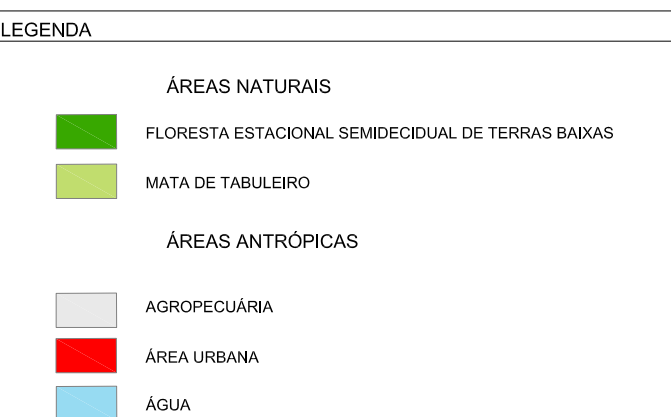 LEGENDA
ÁREAS NATURAIS
FLORESTA ESTACIONAL SEMIDECIDUAL DE TERRAS BAIXAS
MATA DE TABULEIRO
ÁREAS ANTRÓPICAS
AGROPECUÁRIA
ÁREA URBANA
ÁGUA